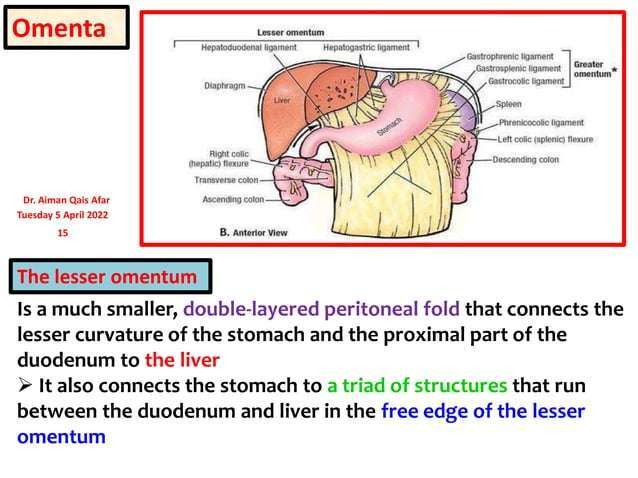 Omenta
Lesser omentum
Hepatoduodenal ligament
Hepatogastric ligament
Gastrophrenic ligament
Gastrosplenic ligament
Gastrocolic ligament
Greater
omentum*
Diaphragm
Liver
Stomach
Spleen
Phrenicocolic ligament
Left colic (splenic) flexure
Descending colon
Right colic
(hepatic) flexure
Transverse colon
Ascending colon
B. Anterior View
Dr. Aiman Qais Afar
Tuesday 5 April 2022
15
The lesser omentum
Is a much smaller, double-layered peritoneal fold that connects the
lesser curvature of the stomach and the proximal part of the
duodenum to the liver
➢ It also connects the stomach to a triad of structures that run
between the duodenum and liver in the free edge of the lesser
omentum